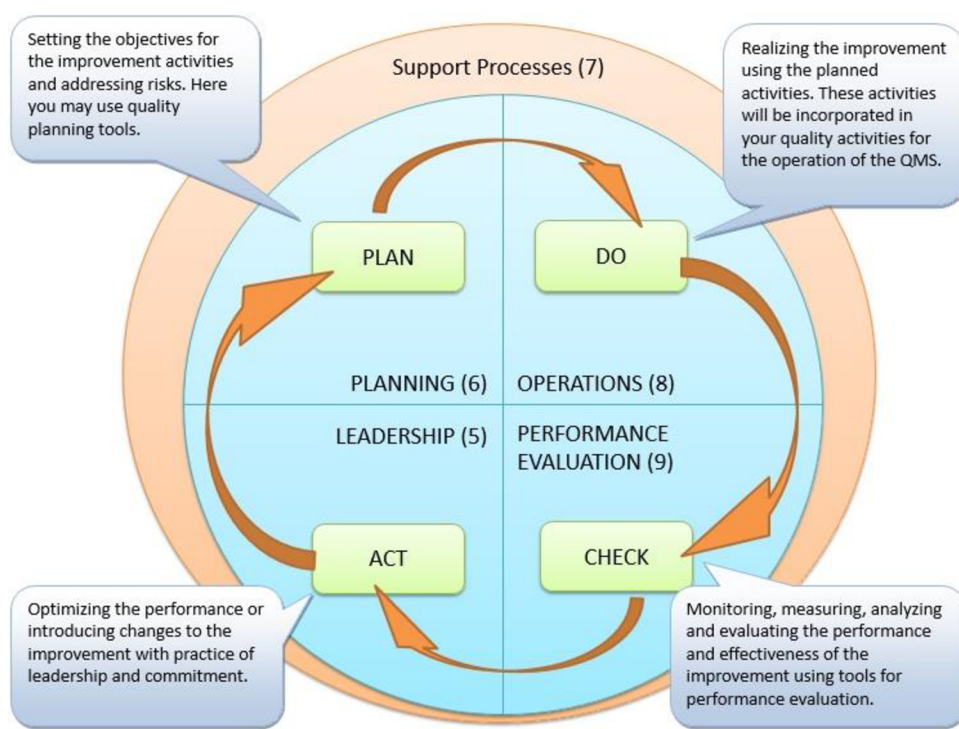 Setting the objectives for
the improvement activities
and addressing risks. Here
you may use quality
planning tools.
Support Processes (7)
Realizing the improvement
using the planned
activities. These activities
will be incorporated in
your quality activities for
the operation of the QMS.
PLAN
DO
PLANNING (6)
OPERATIONS (8)
LEADERSHIP (5)
PERFORMANCE
EVALUATION (9)
ACT
CHECK
Optimizing the performance or
introducing changes to the
improvement with practice of
leadership and commitment.
Monitoring, measuring, analyzing
and evaluating the performance
and effectiveness of the
improvement using tools for
performance evaluation.